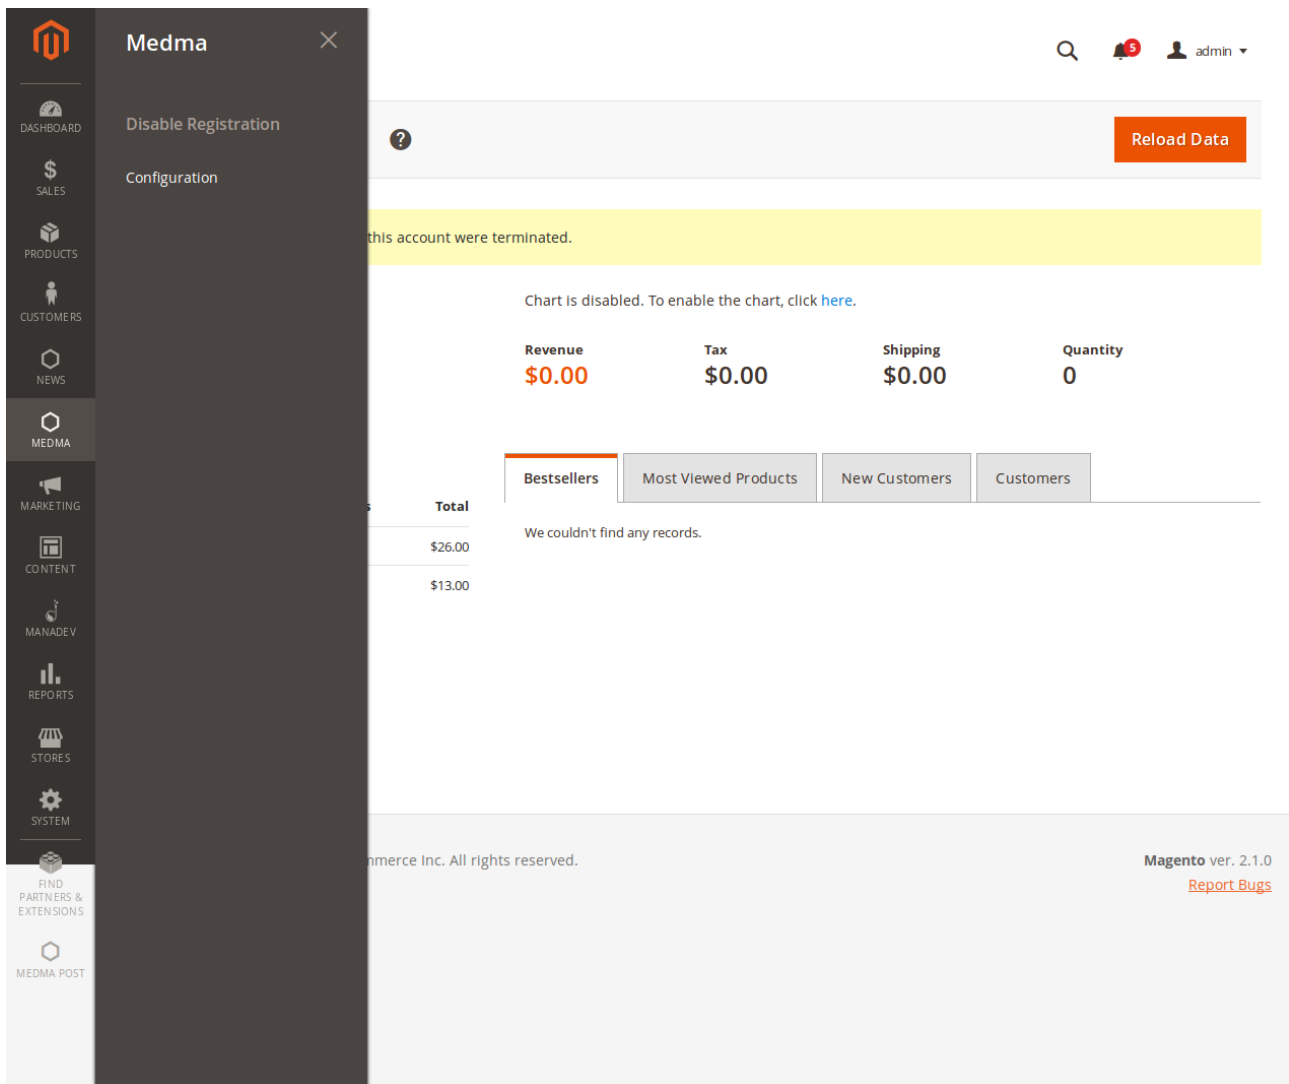 Medma
5
admin
DASHBOARD
Disable Registration
?
Reload Data
SALES
Configuration
PRODUCTS
this account were terminated.
CUSTOMERS
Chart is disabled. To enable the chart, click here.
NEWS
Revenue Tax Shipping Quantity
$0.00 $0.00 $0.00 0
MEDMA
Bestsellers Most Viewed Products New Customers Customers
MARKETING
s Total
We couldn't find any records.
$26.00
CONTENT
$13.00
MANADEV
REPORTS
STORES
SYSTEM
mmerce Inc. All rights reserved.
Magento ver. 2.1.0
Report Bugs
FIND
PARTNERS &
EXTENSIONS
MEDMA POST